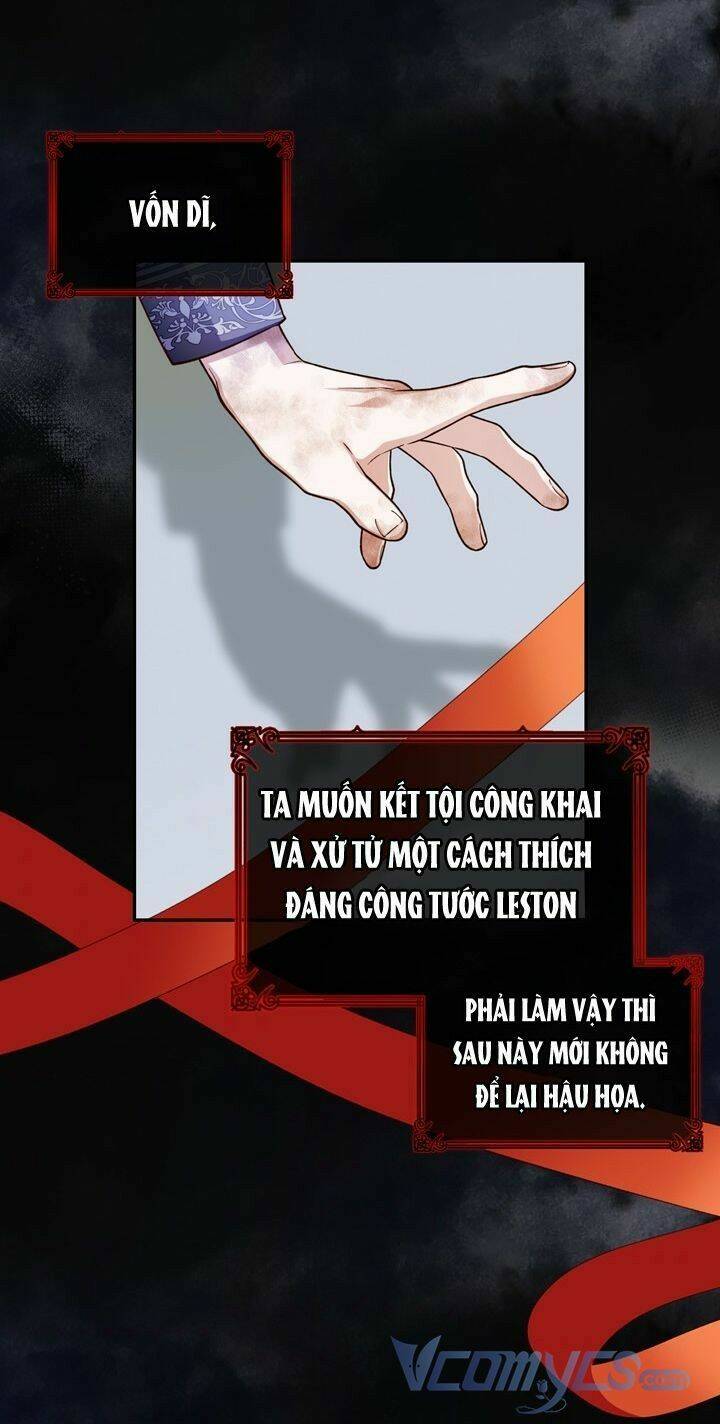 VỐN DĨ,
TA MUỐN KẾT TỘI CÔNG KHAI
VÀ XỬ TỬ MỘT CÁCH THÍCH
ĐÁNG CÔNG TƯỚC LESTON
PHẢI LÀM VẬY THÌ
SAU NÀY MỚI KHÔNG
ĐỂ LẠI HẬU HỌA.
VCOMYCS.com